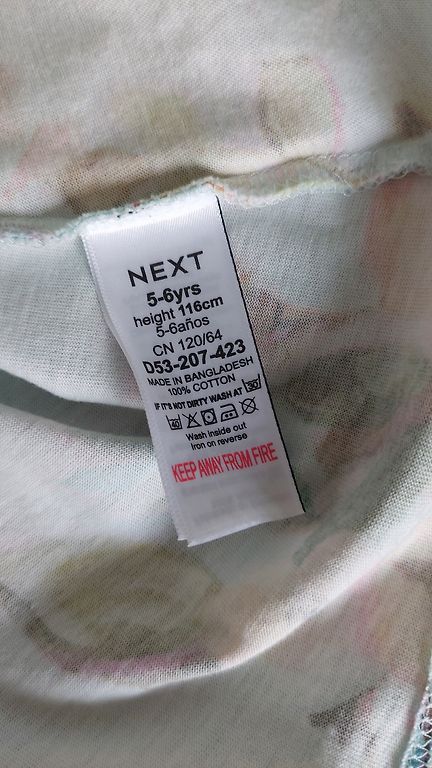 NEXT
5-6yrs
height 116cm
5-6años
CN 120/64
D53-207-423
MADE IN BANGLADESH
100% COTTON
IF IT'S NOT DIRTY WASH AT 30
40
Wash inside out
Iron on reverse
KEEP AWAY FROM FIRE